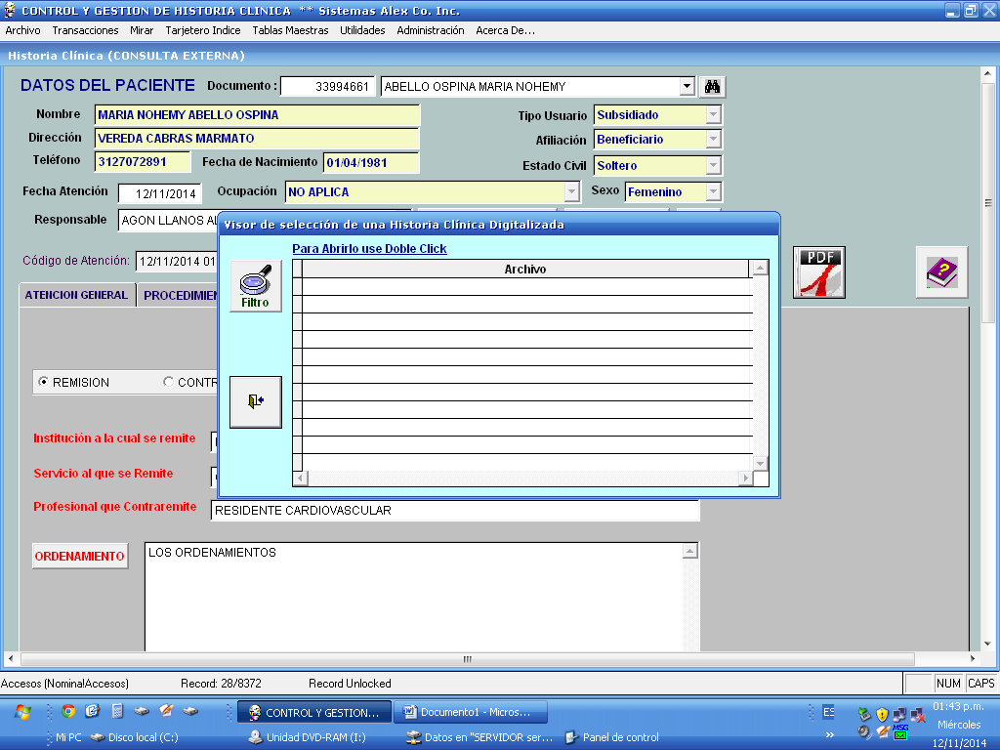 CONTROL Y GESTION DE HISTORIA CLINICA ** Sistemas Alex Co. Inc.
Archivo Transacciones Mirar Tarjetero Indice Tablas Maestras Utilidades Administración Acerca De...
Historia Clínica (CONSULTA EXTERNA)
DATOS DEL PACIENTE Documento : 33994661 ABELLO OSPINA MARIA NOHEMY
Nombre MARIA NOHEMY ABELLO OSPINA Tipo Usuario Subsidiado
Dirección VEREDA CABRAS MARMATO Afiliación Beneficiario
Teléfono 3127072891 Fecha de Nacimiento 01/04/1981 Estado Civil Soltero
Fecha Atención 12/11/2014 Ocupación NO APLICA Sexo Femenino
Responsable AGON LLANOS AL
Visor de selección de una Historia Clínica Digitalizada
Para Abrirlo use Doble Click
Código de Atención: 12/11/2014 01
Archivo
PDF
Filtro
ATENCION GENERAL PROCEDIMIEN
REMISION CONTR
Institución a la cual se remite
Servicio al que se Remite
Profesional que Contraremite RESIDENTE CARDIOVASCULAR
ORDENAMIENTO LOS ORDENAMIENTOS
Accesos (Nomina!Accesos) Record: 28/8372 Record Unlocked NUM CAPS
CONTROL Y GESTION... Documento1 - Micros... ES 01:43 p.m.
Mi PC Disco local (C:) Unidad DVD-RAM (I:) Datos en "SERVIDOR ser... Panel de control » MSG Miércoles
12/11/2014